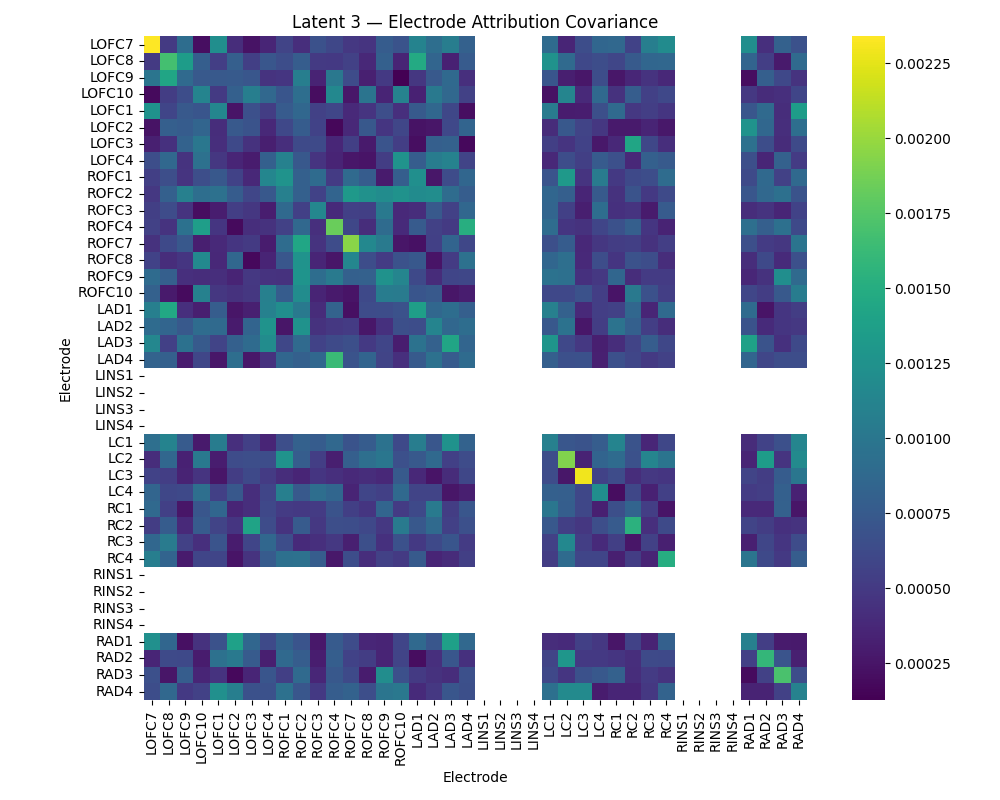 Latent 3 — Electrode Attribution Covariance
Electrode
LOFC7
LOFC8
LOFC9
LOFC10
LOFC1
LOFC2
LOFC3
LOFC4
ROFC1
ROFC2
ROFC3
ROFC4
ROFC7
ROFC8
ROFC9
ROFC10
LAD1
LAD2
LAD3
LAD4
LINS1
LINS2
LINS3
LINS4
LC1
LC2
LC3
LC4
RC1
RC2
RC3
RC4
RINS1
RINS2
RINS3
RINS4
RAD1
RAD2
RAD3
RAD4
LOFC7 LOFC8 LOFC9 LOFC10 LOFC1 LOFC2 LOFC3 LOFC4 ROFC1 ROFC2 ROFC3 ROFC4 ROFC7 ROFC8 ROFC9 ROFC10 LAD1 LAD2 LAD3 LAD4 LINS1 LINS2 LINS3 LINS4 LC1 LC2 LC3 LC4 RC1 RC2 RC3 RC4 RINS1 RINS2 RINS3 RINS4 RAD1 RAD2 RAD3 RAD4
Electrode
0.00225
0.00200
0.00175
0.00150
0.00125
0.00100
0.00075
0.00050
0.00025